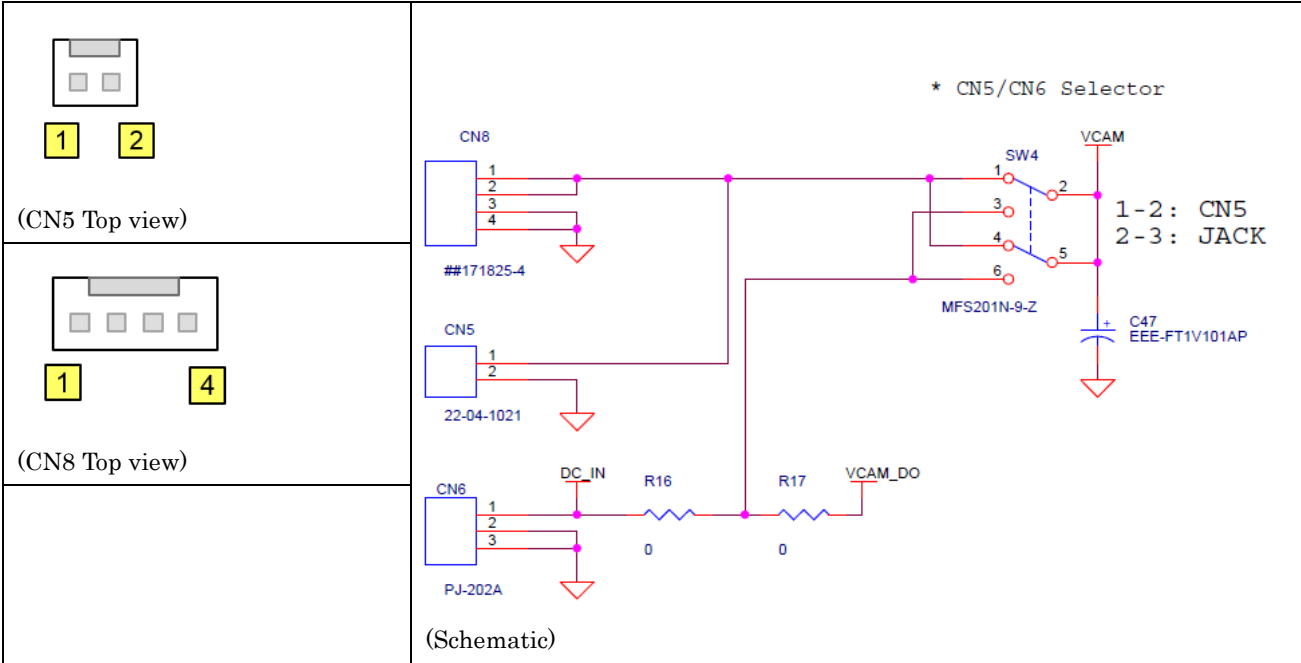 1 2
(CN5 Top view)
1 4
(CN8 Top view)
* CN5/CN6 Selector
CN8
1
2
3
4
##171825-4
CN5
1
2
22-04-1021
CN6
1
2
3
PJ-202A
DC_IN
R16
0
R17
0
VCAM_DO
VCAM
SW4
1
2
3
4
5
6
MFS201N-9-Z
1-2: CN5
2-3: JACK
+
C47
EEE-FT1V101AP
(Schematic)